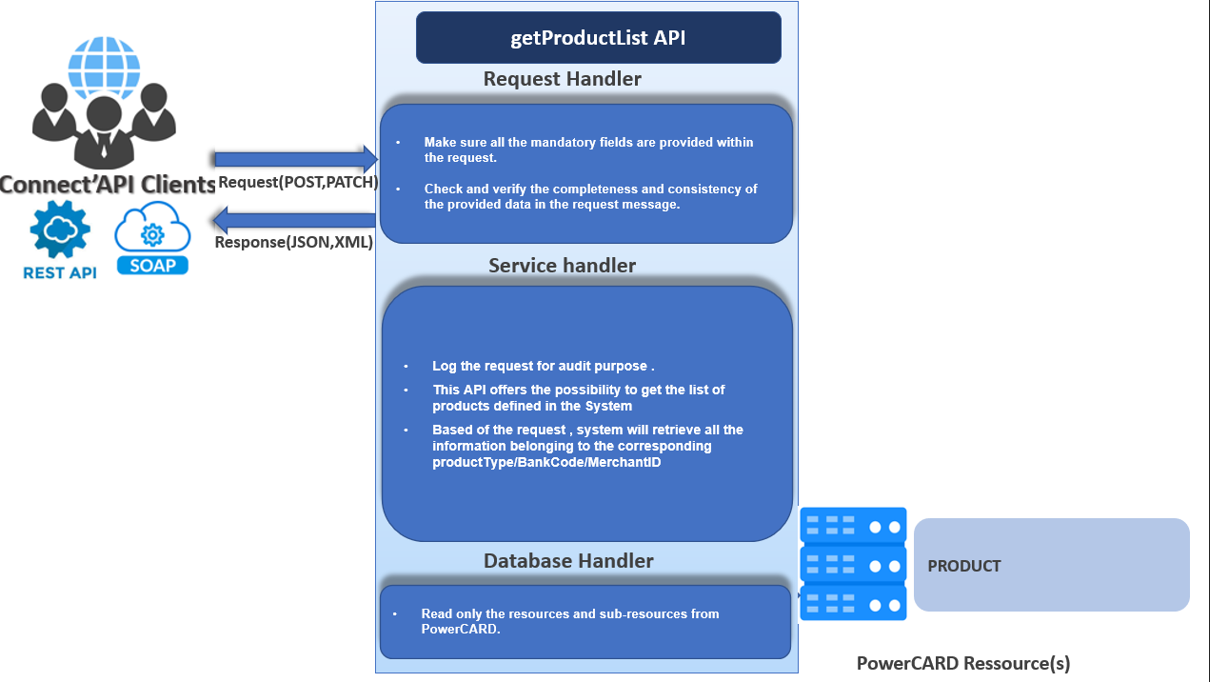 getProductList API
Request Handler
• Make sure all the mandatory fields are provided within
the request.
• Check and verify the completeness and consistency of
the provided data in the request message.
Connect'API Clients
Request(POST,PATCH)
Response(JSON,XML)
REST API
SOAP
Service handler
• Log the request for audit purpose .
• This API offers the possibility to get the list of
products defined in the System
• Based of the request , system will retrieve all the
information belonging to the corresponding
productType/BankCode/MerchantID
Database Handler
• Read only the resources and sub-resources from
PowerCARD.
PRODUCT
PowerCARD Ressource(s)